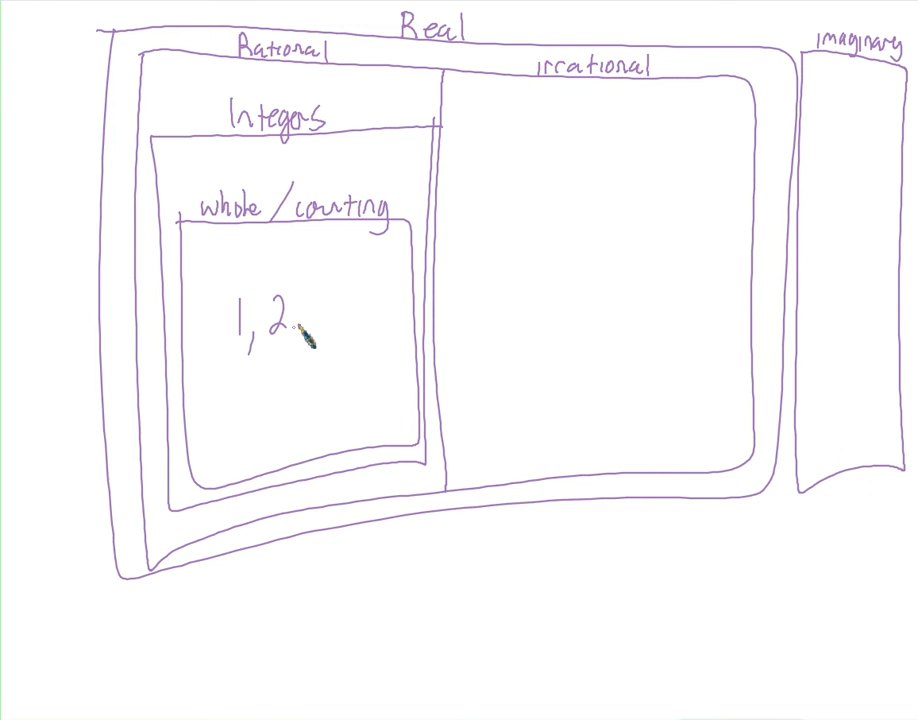 Real
Rational
irrational
imaginary
Integers
whole/counting
1, 2